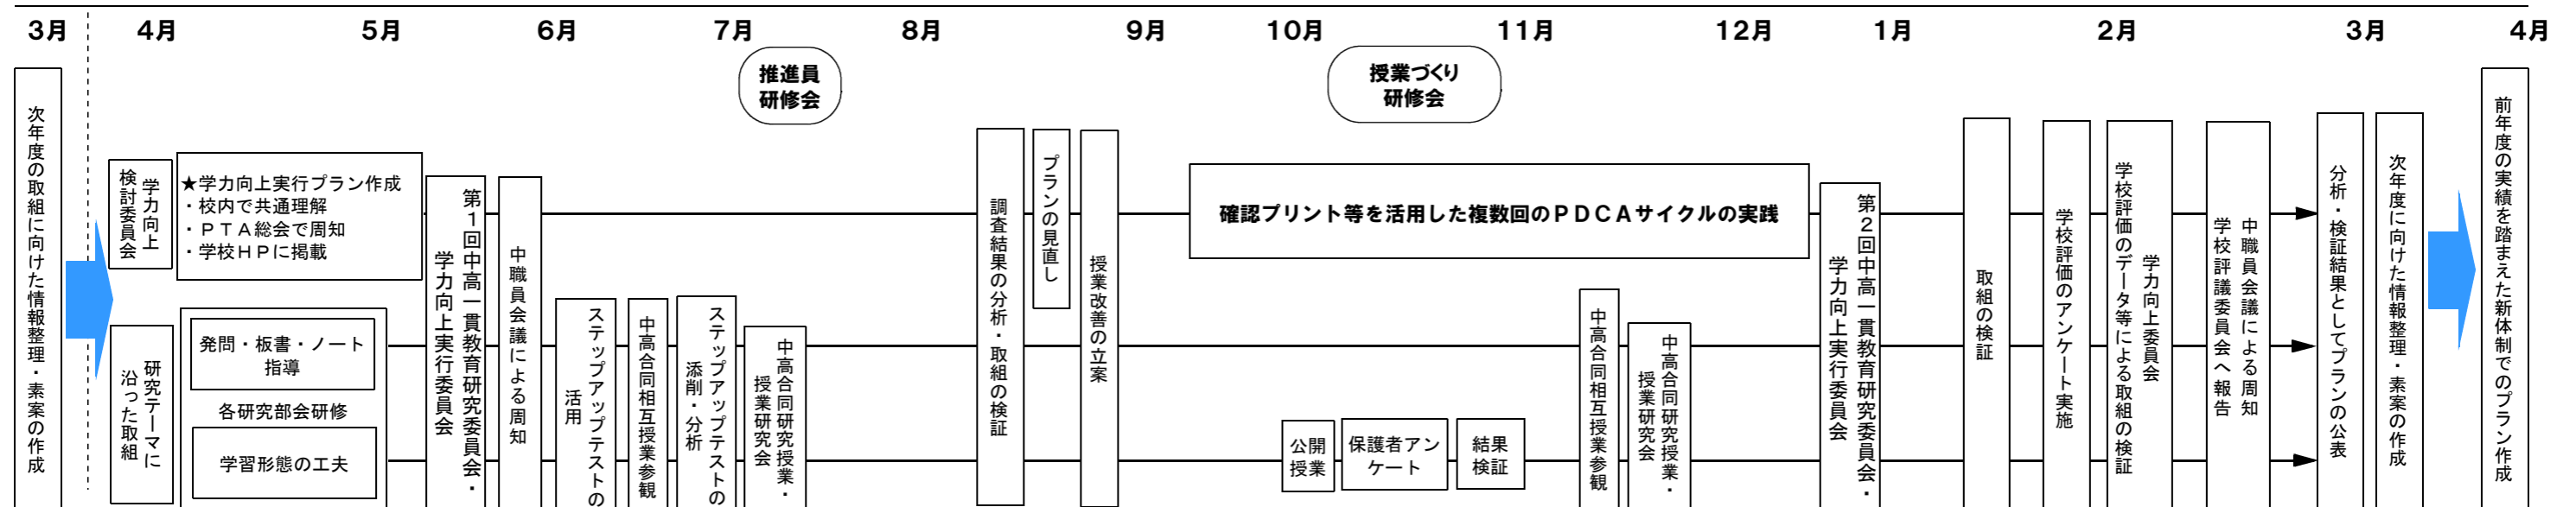 3月
4月
5月
6月
7月
8月
9月
10月
11月
12月
1月
2月
3月
4月
推進員
研修会
授業づくり
研修会
次年度の取組に向けた情報整理・素案の作成
学力向上
検討委員会
★学力向上実行プラン作成
・校内で共通理解
・ＰＴＡ総会で周知
・学校ＨＰに掲載
研究テーマに
沿った取組
発問・板書・ノート
指導
各研究部会研修
学習形態の工夫
第１回中高一貫教育研究委員会・
学力向上実行委員会
中職員会議による周知
ステップアップテストの
活用
中高合同相互授業参観
ステップアップテストの
添削・分析
中高合同研究授業・
授業研究会
調査結果の分析・取組の検証
プランの見直し
授業改善の立案
確認プリント等を活用した複数回のＰＤＣＡサイクルの実践
公開
授業
保護者アン
ケート
結果
検証
中高合同相互授業参観
中高合同研究授業・
授業研究会
第２回中高一貫教育研究委員会・
学力向上実行委員会
取組の検証
学校評価のアンケート実施
学力向上委員会
学校評価のデータ等による取組の検証
中職員会議による周知
学校評議委員会へ報告
分析・検証結果としてプランの公表
次年度に向けた情報整理・素案の作成
前年度の実績を踏まえた新体制でのプラン作成